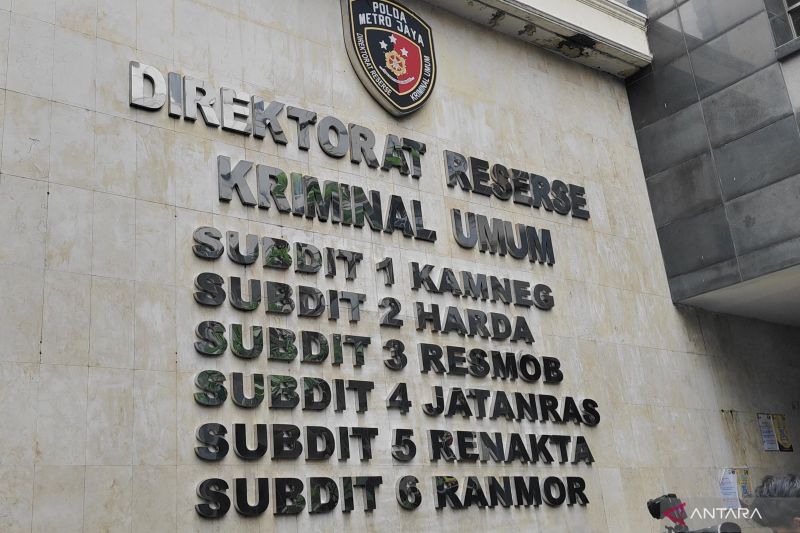 POLDA
METRO JAYA
DIREKTORAT RESERSE
KRIMINAL UMUM
DIREKTORAT RESERSE
KRIMINAL UMUM
SUBDIT 1 KAMNEG
SUBDIT 2 HARDA
SUBDIT 3 RESMOB
SUBDIT 4 JATANRAS
SUBDIT 5 RENAKTA
SUBDIT 6 RANMOR
ANTARA